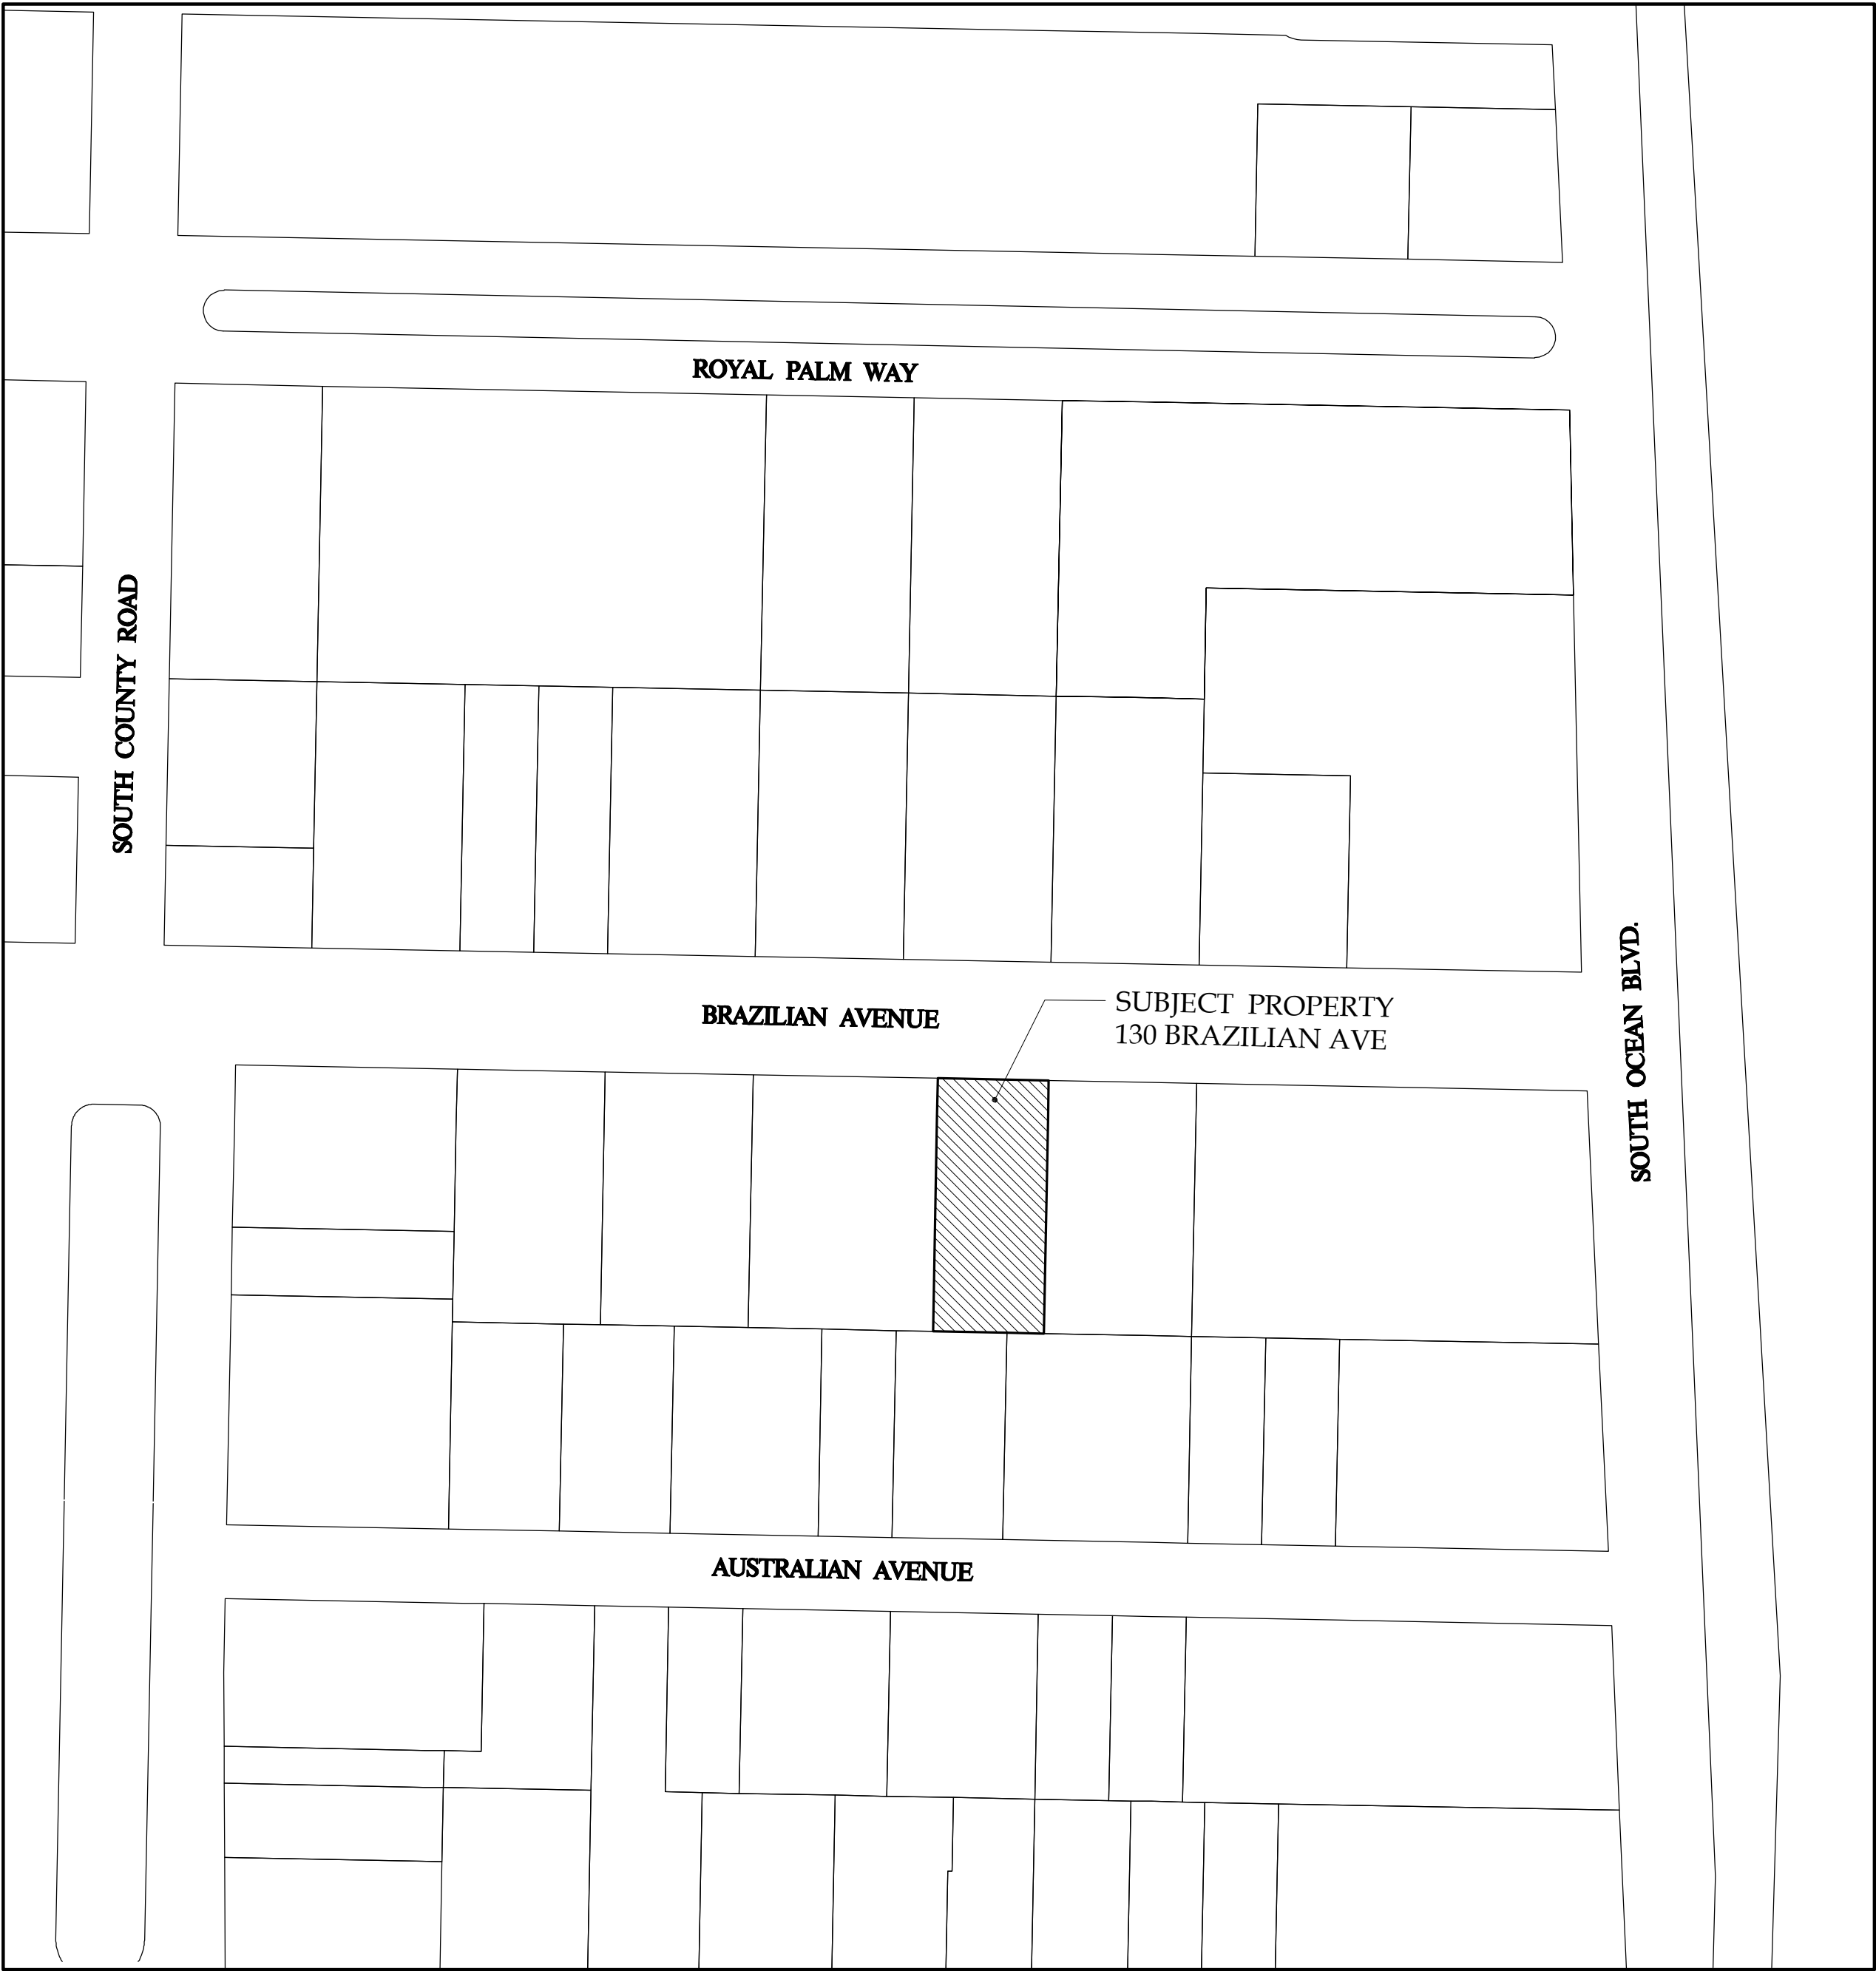 ROYAL PALM WAY
SOUTH COUNTY ROAD
BRAZILIAN AVENUE
SUBJECT PROPERTY
130 BRAZILIAN AVE
SOUTH OCEAN BLVD.
AUSTRALIAN AVENUE